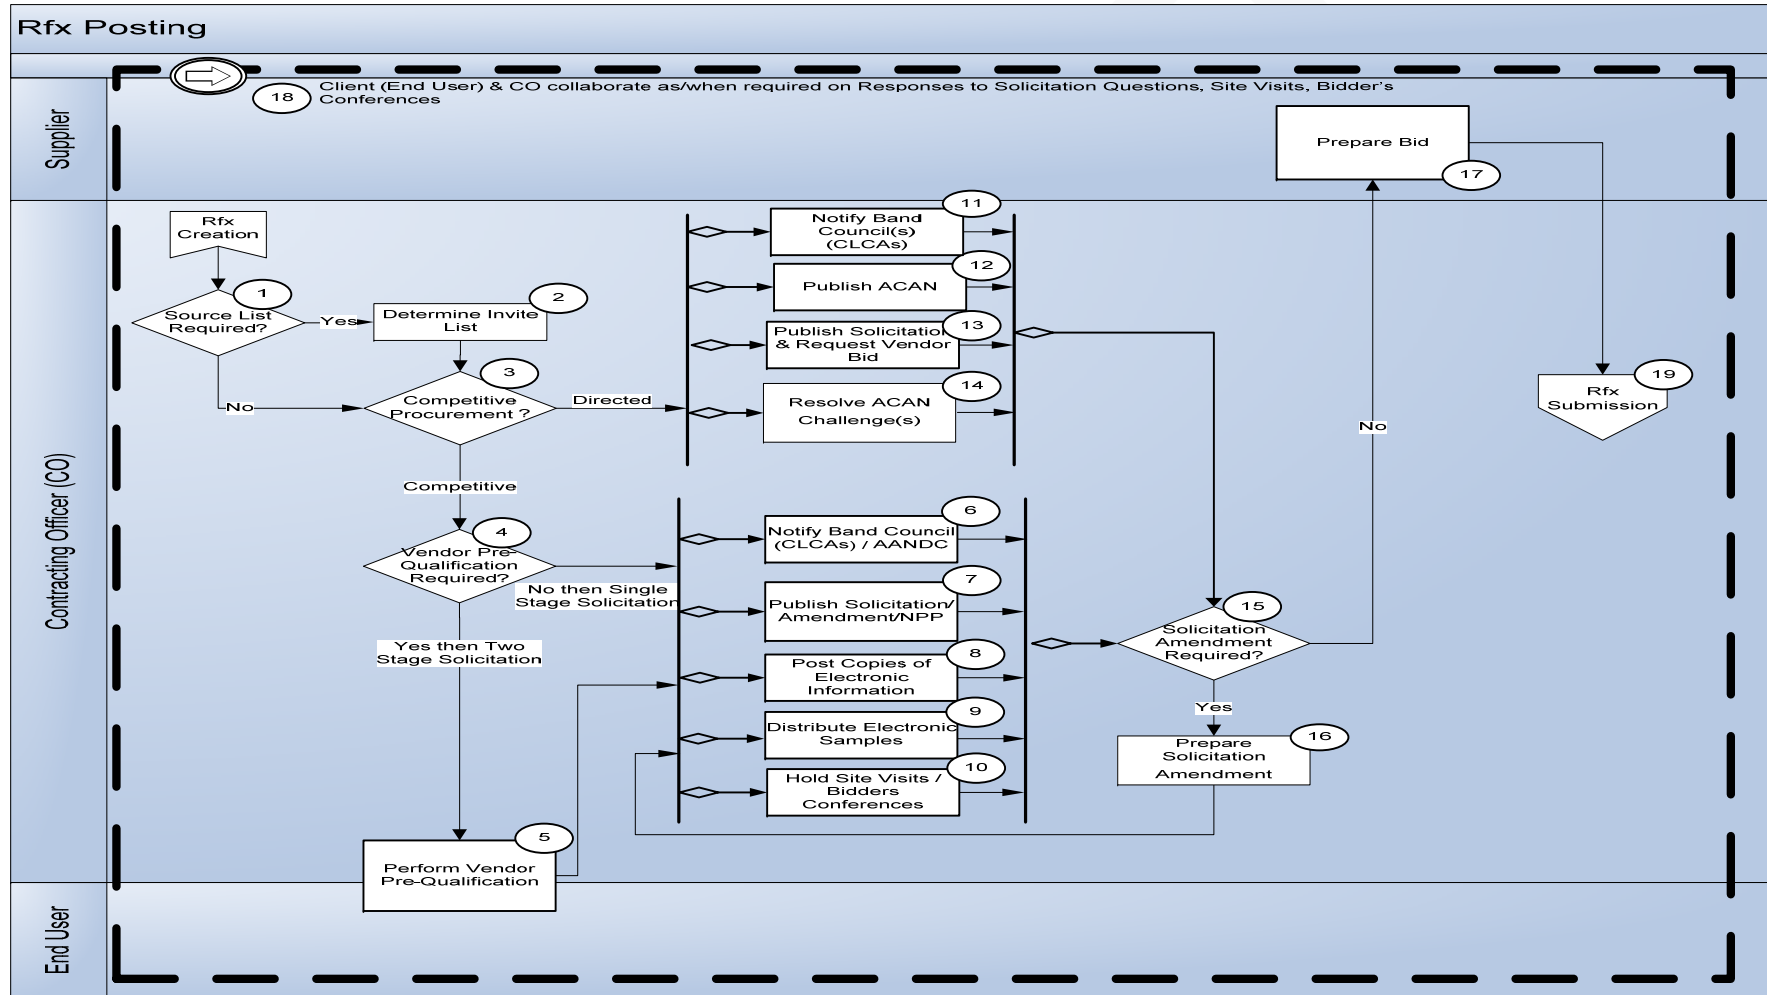 Rfx Posting
18
Client (End User) & CO collaborate as/when required on Responses to Solicitation Questions, Site Visits, Bidder's
Conferences
Supplier
Prepare Bid
17
Contracting Officer (CO)
Rfx
Creation
1
Source List
Required?
Yes
No
2
Determine Invite
List
3
Competitive
Procurement ?
Directed
Competitive
4
Vendor Pre-
Qualification
Required?
No then Single
Stage Solicitation
Yes then Two
Stage Solicitation
5
Perform Vendor
Pre-Qualification
11
Notify Band
Council(s)
(CLCAs)
12
Publish ACAN
13
Publish Solicitation
& Request Vendor
Bid
14
Resolve ACAN
Challenge(s)
6
Notify Band Council
(CLCAs) / AANDC
7
Publish Solicitation/
Amendment/NPP
8
Post Copies of
Electronic
Information
9
Distribute Electronic
Samples
10
Hold Site Visits /
Bidders
Conferences
15
Solicitation
Amendment
Required?
No
Yes
16
Prepare
Solicitation
Amendment
19
Rfx
Submission
End User